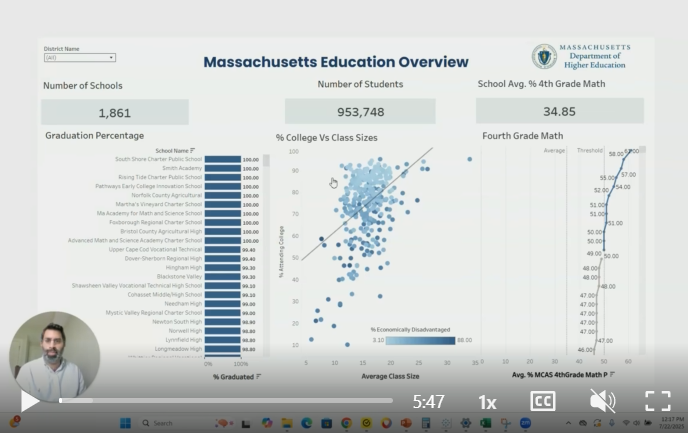 District Name
(All)
Massachusetts Education Overview
MASSACHUSETTS
Department of
Higher Education
Number of Schools
1,861
Number of Students
953,748
School Avg. % 4th Grade Math
34.85
Graduation Percentage
School Name
South Shore Charter Public School 100.00
Smith Academy 100.00
Rising Tide Charter Public School 100.00
Pathways Early College Innovation School 100.00
Norfolk County Agricultural 100.00
Martha's Vineyard Charter School 100.00
Ma Academy for Math and Science School 100.00
Foxborough Regional Charter School 100.00
Bristol County Agricultural High 100.00
Advanced Math and Science Academy Charter School 100.00
Upper Cape Cod Vocational Technical 99.40
Dover-Sherborn Regional High 99.40
Hingham High 99.30
Blackstone Valley 99.30
Shawsheen Valley Vocational Technical High School 99.10
Cohasset Middle/High School 99.10
Needham High 99.00
Mystic Valley Regional Charter School 99.00
Newton South High 98.90
Norwell High 98.80
Lynnfield High 98.80
Longmeadow High 98.80
0% 100%
% Graduated
% College Vs Class Sizes
% Attending College
100
90
80
70
60
50
40
30
20
10
% Economically Disadvantaged
3.10 88.00
5 10 15 20 25 30 35
Average Class Size
Fourth Grade Math
Average Threshold
58.00
57.00
55.00
54.00
52.00
51.00
51.00
51.00
50.00
50.00
49.00
50.00
48.00
48.00
48.00
47.00
47.00
47.00
47.00
46.00
0 10 20 30 40 50 60
Avg. % MCAS 4thGrade Math P
5:47
1x
CC
Search
12:17 PM